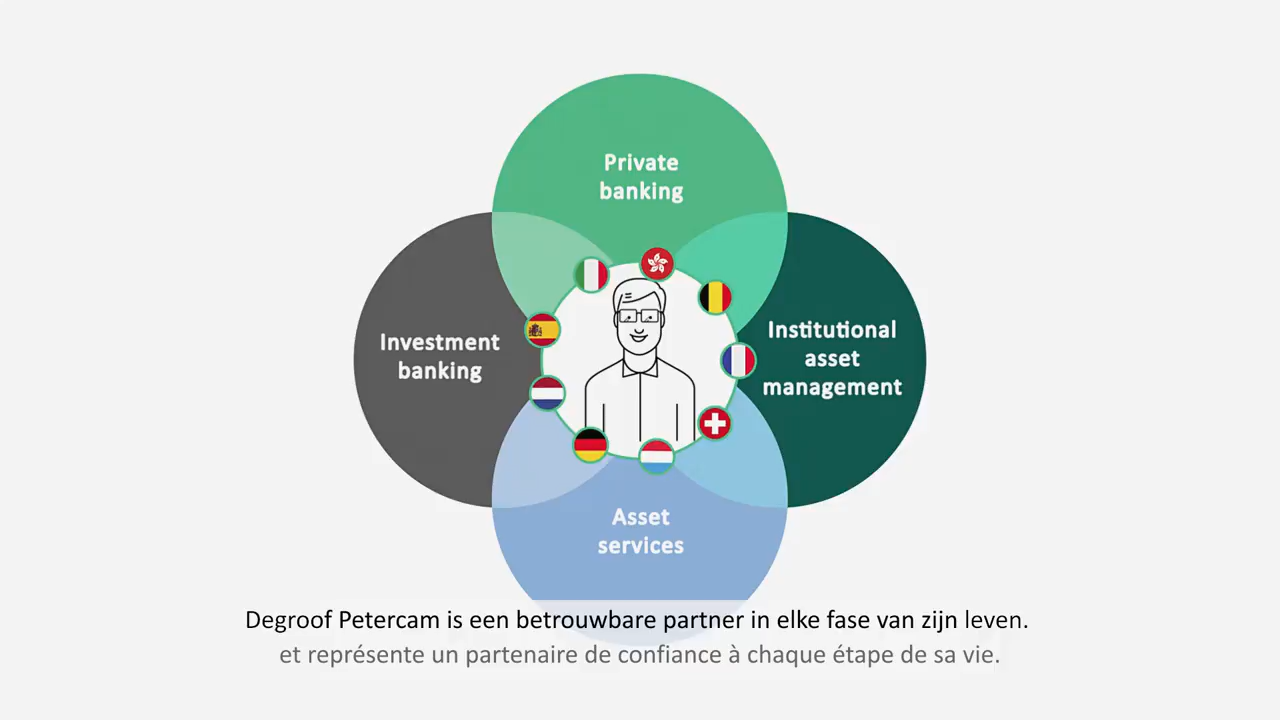 Private
banking
Investment
banking
Institutional
asset
management
Asset
services
Degroof Petercam is een betrouwbare partner in elke fase van zijn leven.
et représente un partenaire de confiance à chaque étape de sa vie.